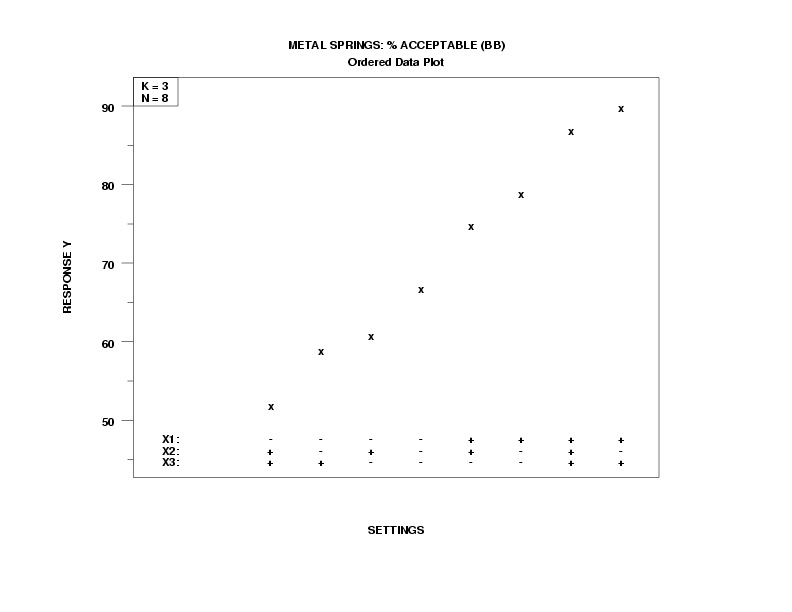 METAL SPRINGS: % ACCEPTABLE (BB)
Ordered Data Plot
K = 3
N = 8
90
80
70
60
50
RESPONSE Y
X1: - - - - + + + +
X2: + - + - + - + -
X3: + + - - - - + +
SETTINGS